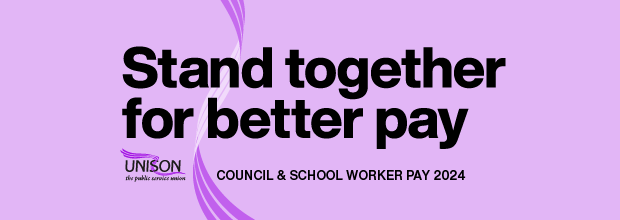 Stand together
for better pay
UNISON
the public service union
COUNCIL & SCHOOL WORKER PAY 2024